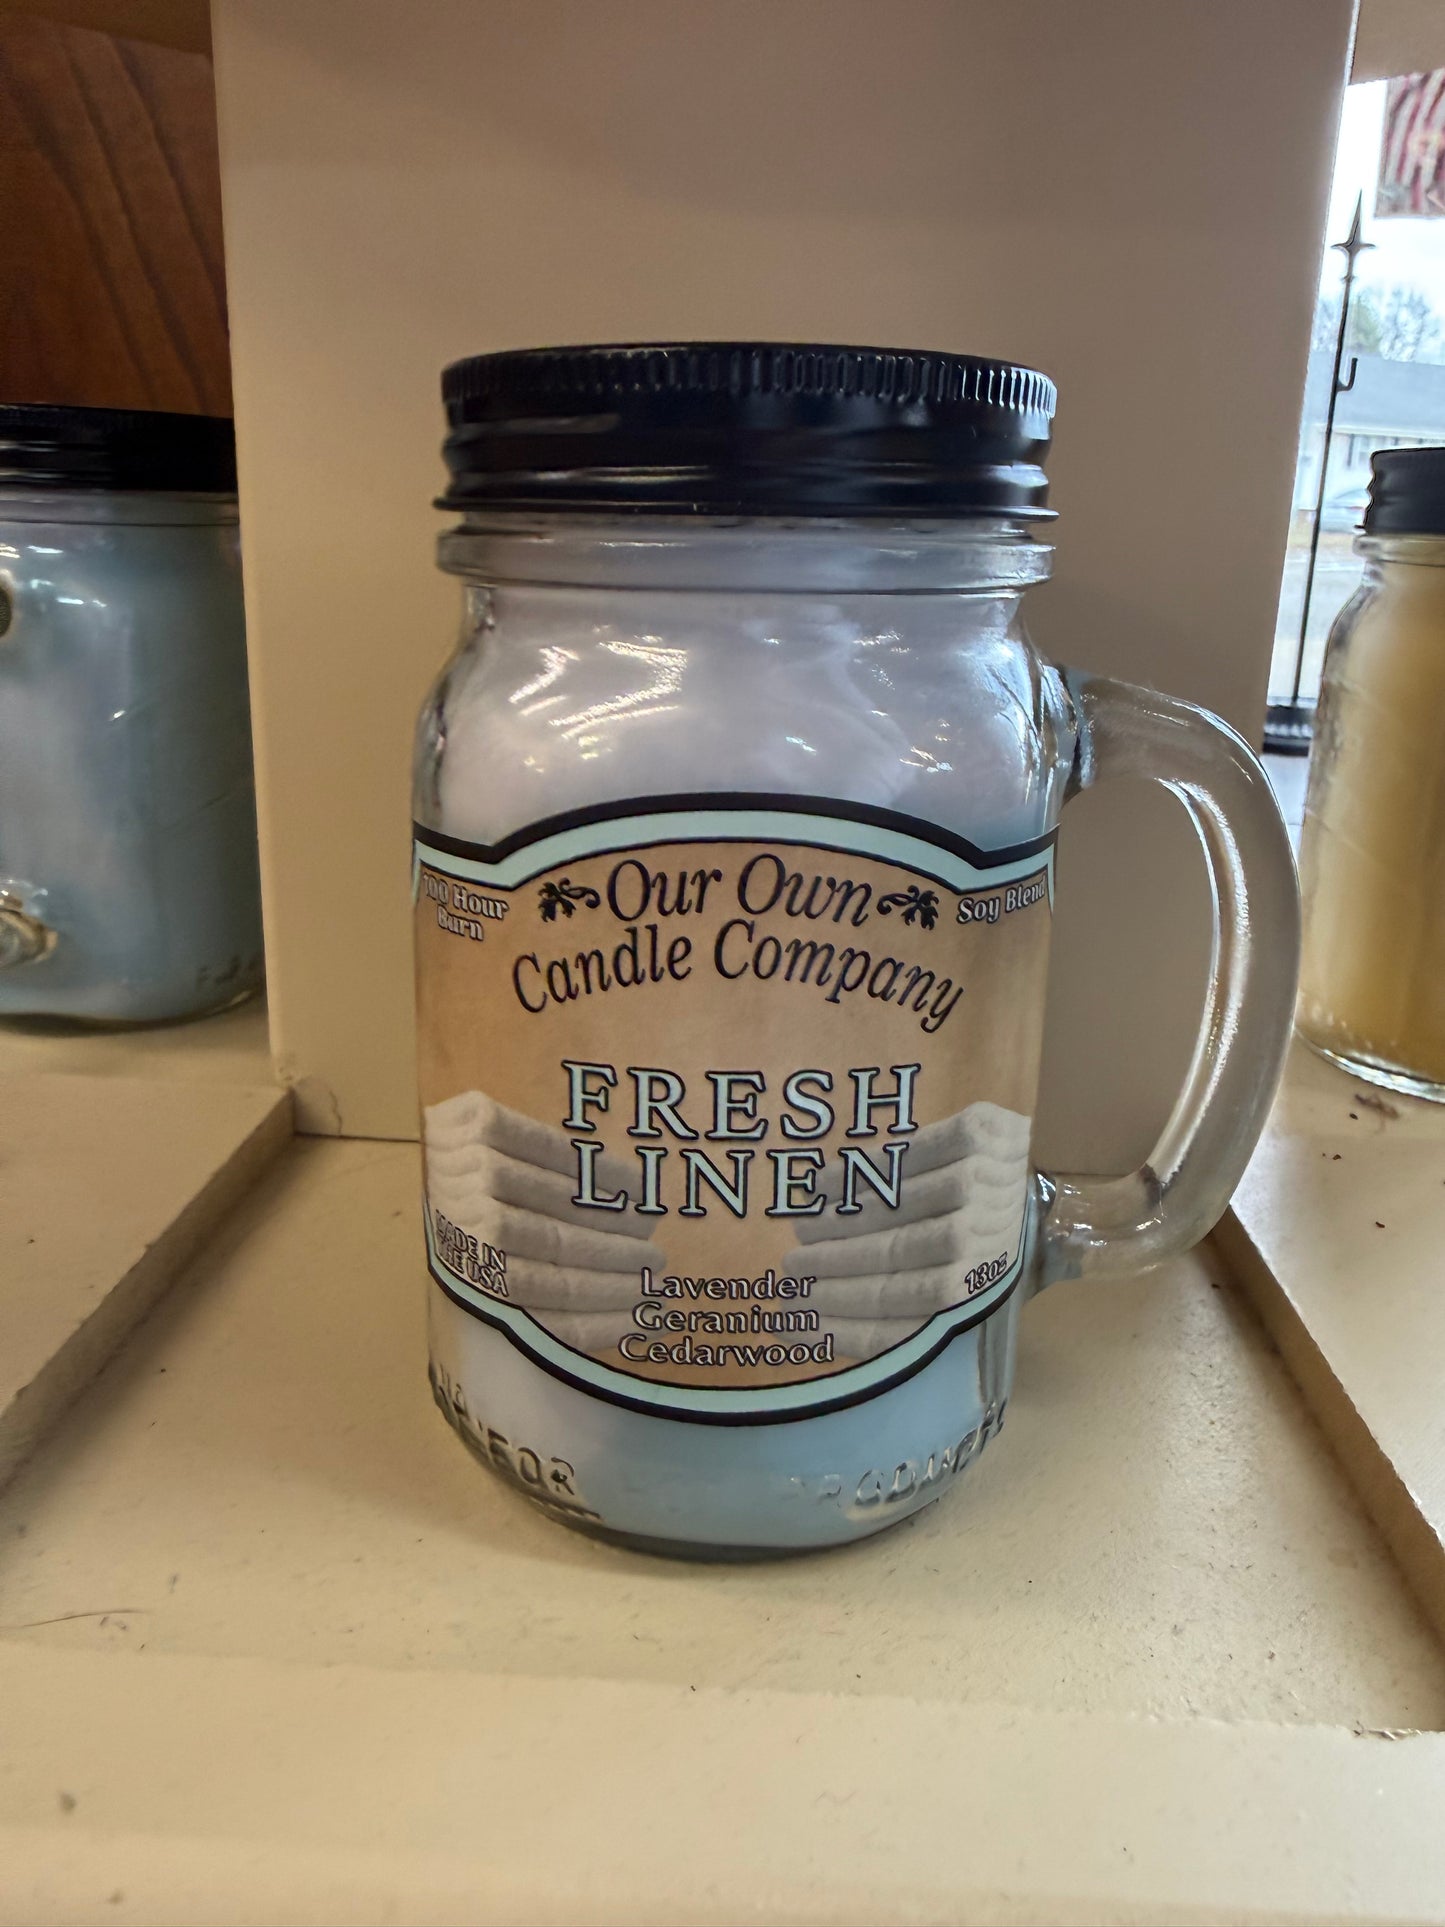 100 Hour
Burn
Our Own
Candle Company
Soy Blend
FRESH
LINEN
MADE IN
THE USA
Lavender
Geranium
Cedarwood
13oz
FOR